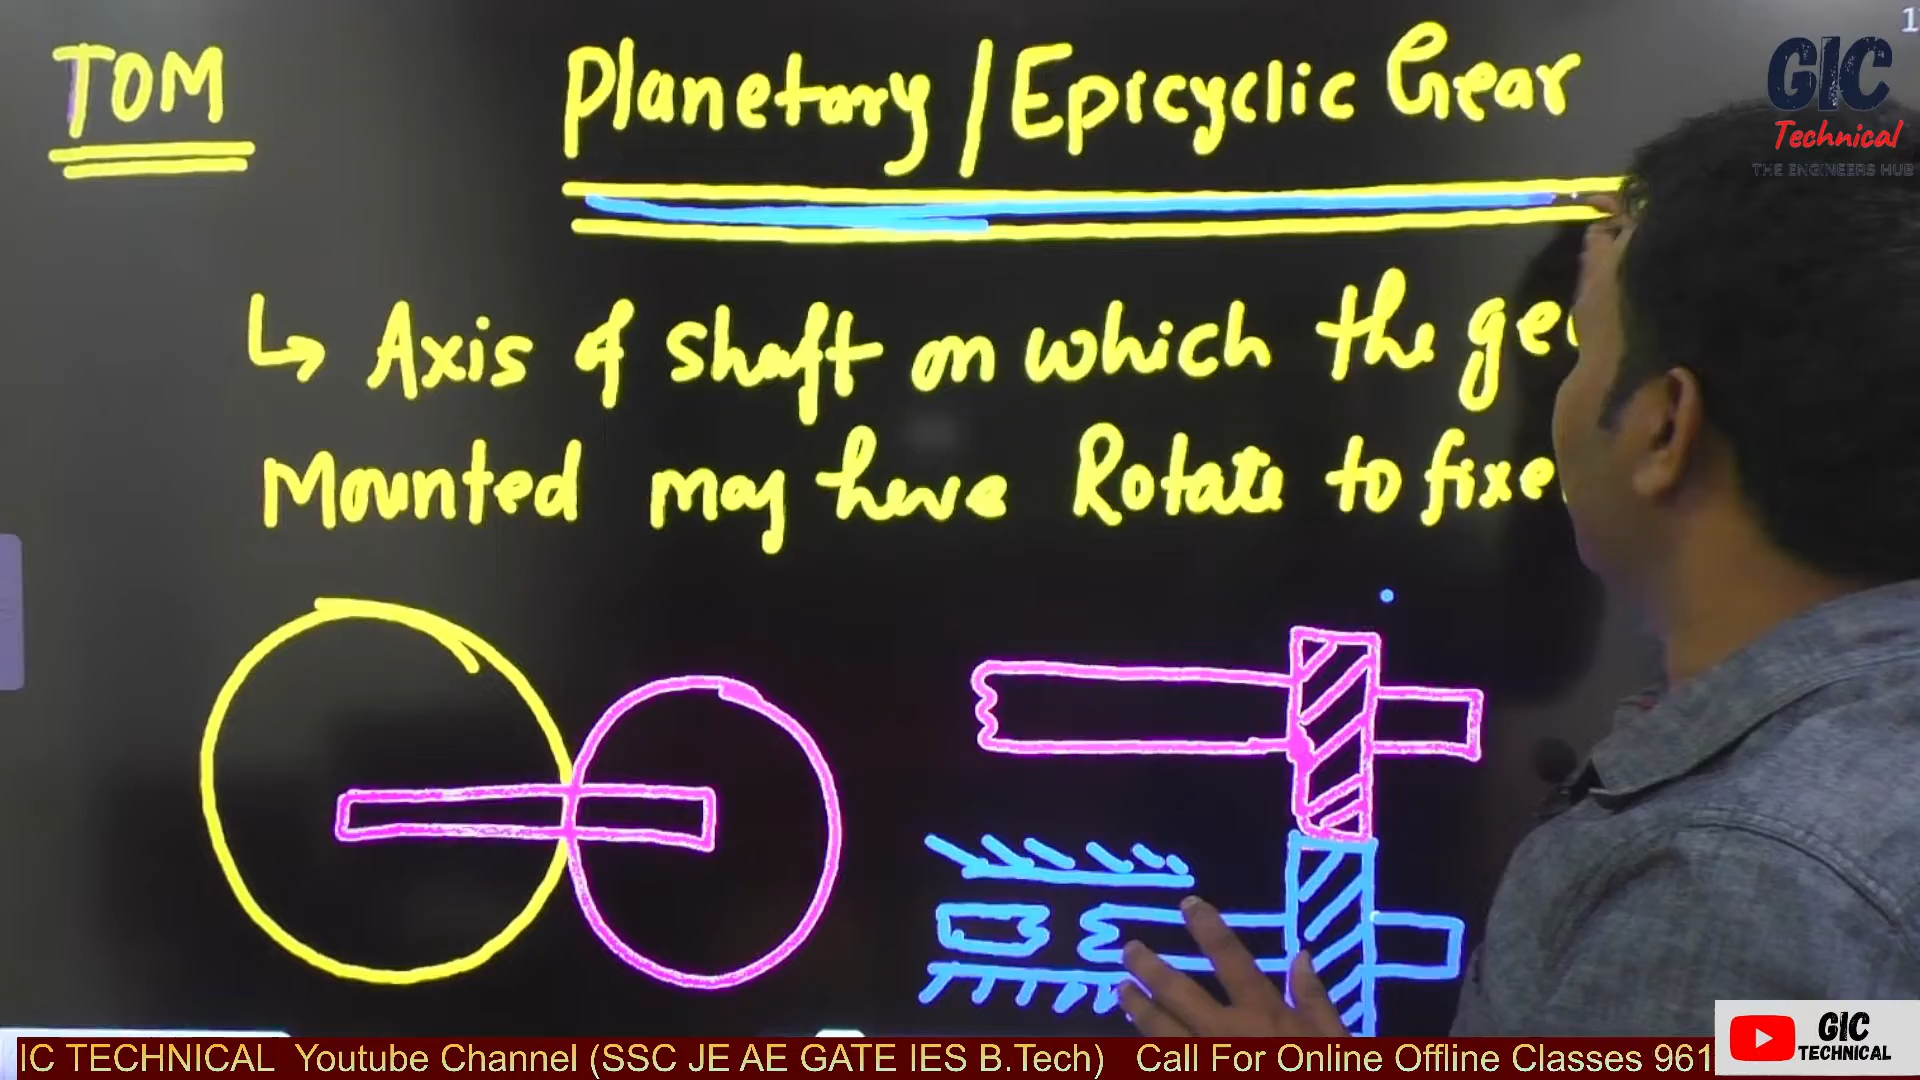 TOM
Planetary / Epicyclic Gear
GIC
Technical
THE ENGINEERS HUB
↳ Axis of shaft on which the
Mounted may have Rotate to
IC TECHNICAL Youtube Channel (SSC JE AE GATE IES B.Tech) Call For Online Offline Classes 961
GIC
TECHNICAL